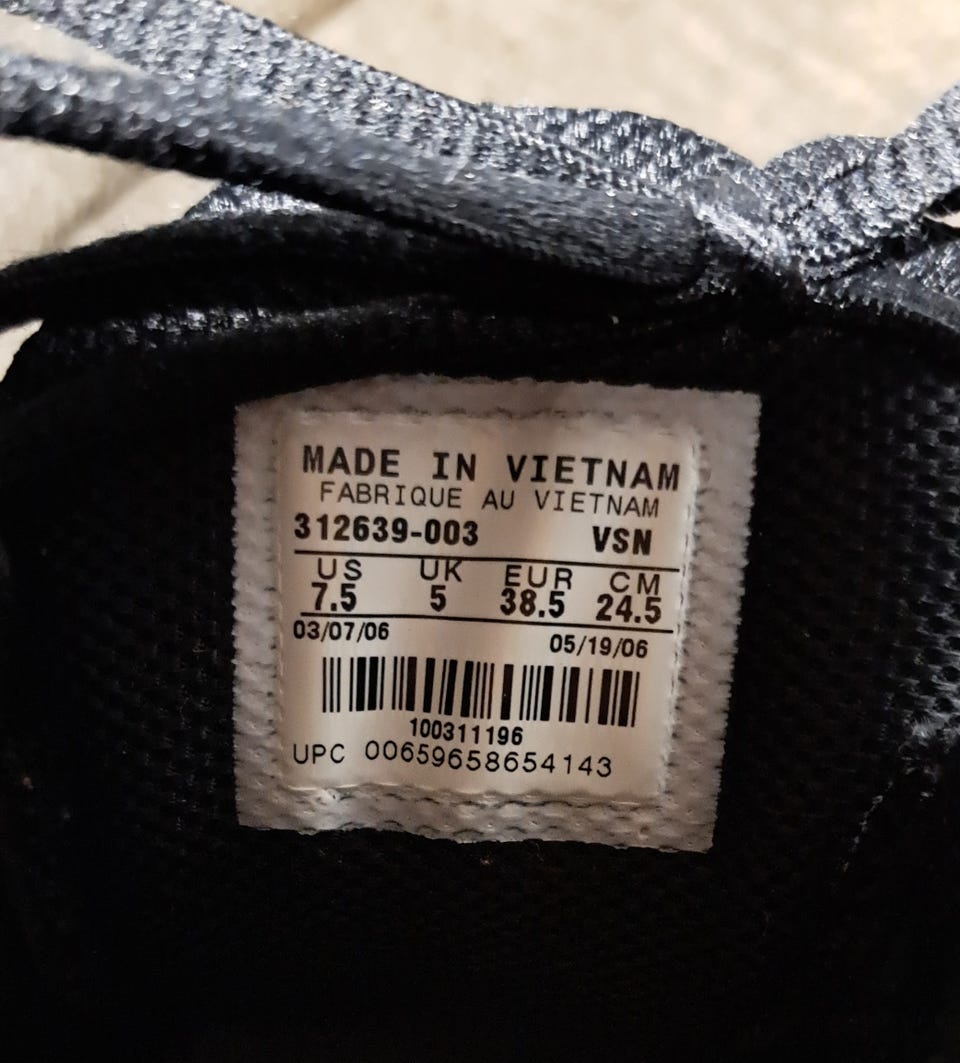 MADE IN VIETNAM
FABRIQUE AU VIETNAM
312639-003 VSN
US UK EUR CM
7.5 5 38.5 24.5
03/07/06 05/19/06
100311196
UPC 00659658654143